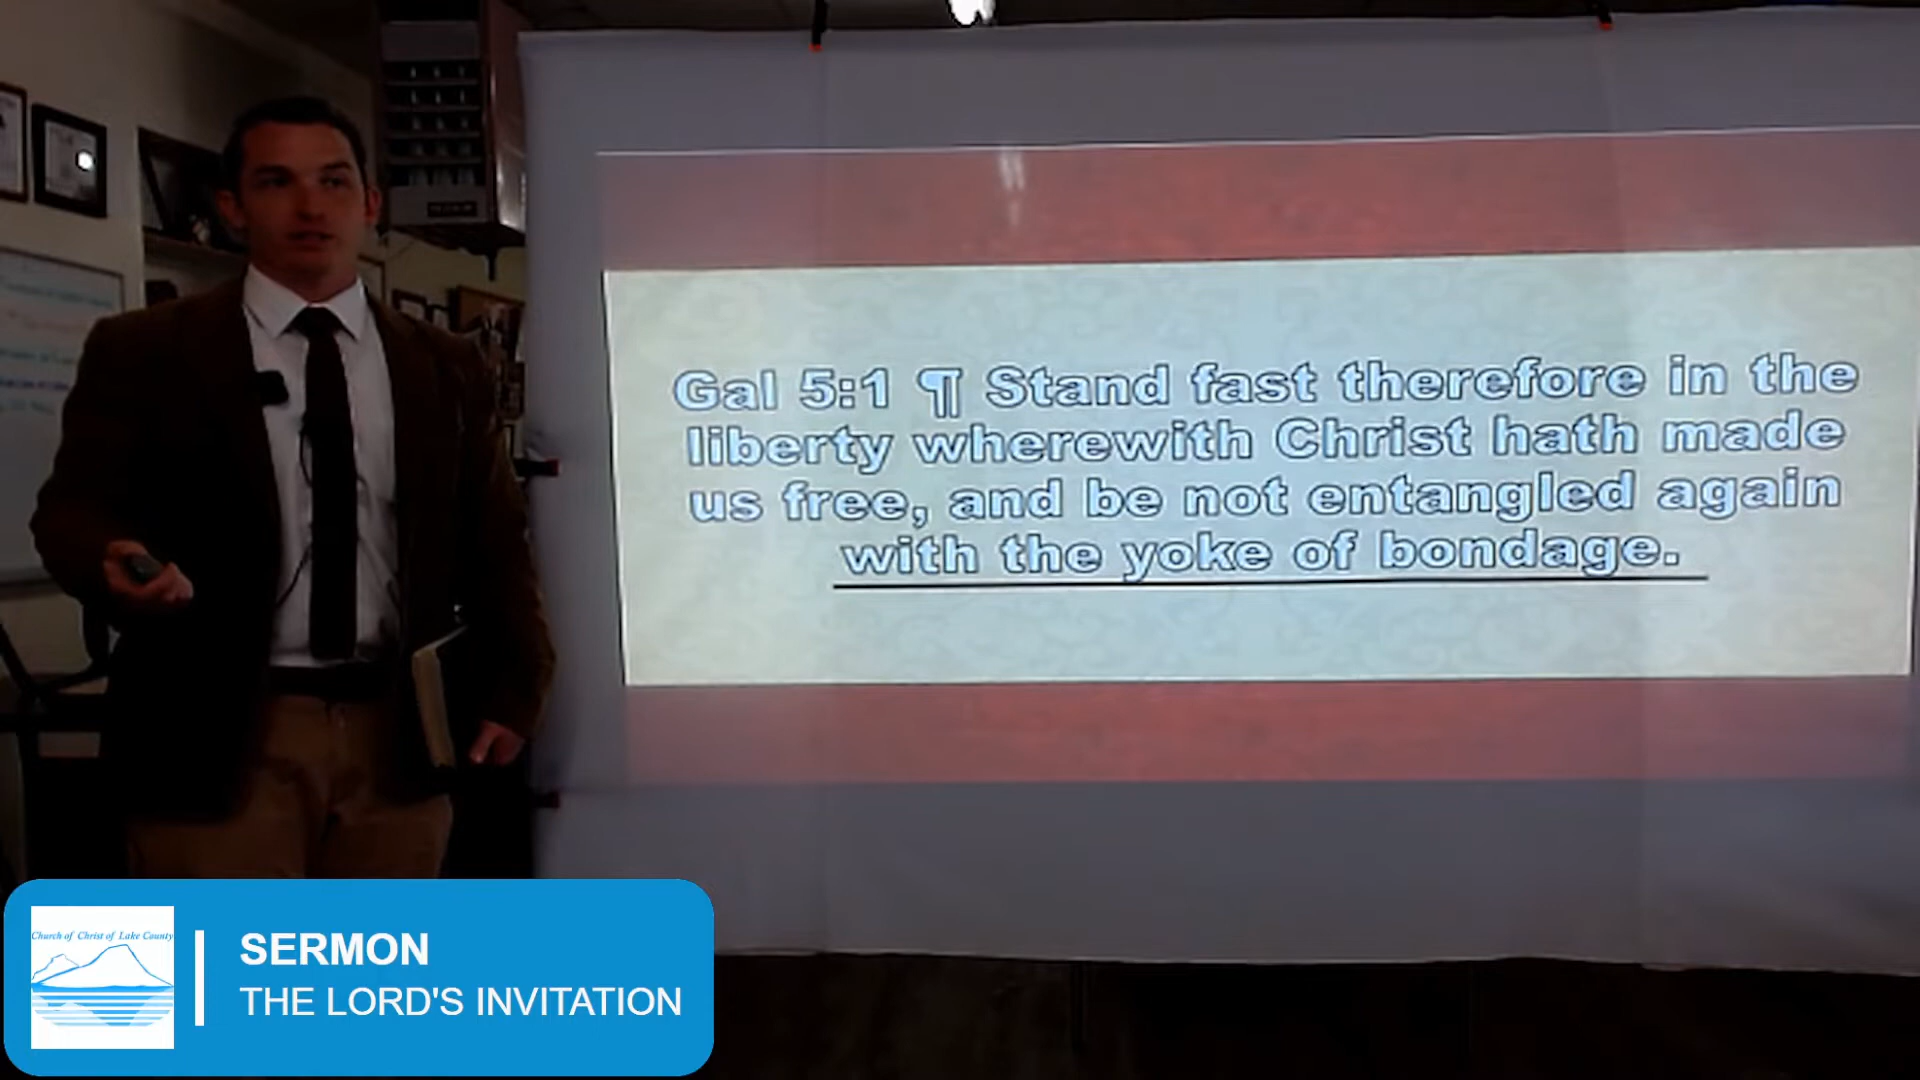 Gal 5:1 ¶ Stand fast therefore in the
liberty wherewith Christ hath made
us free, and be not entangled again
with the yoke of bondage.
Church of Christ of Lake County
SERMON
THE LORD'S INVITATION